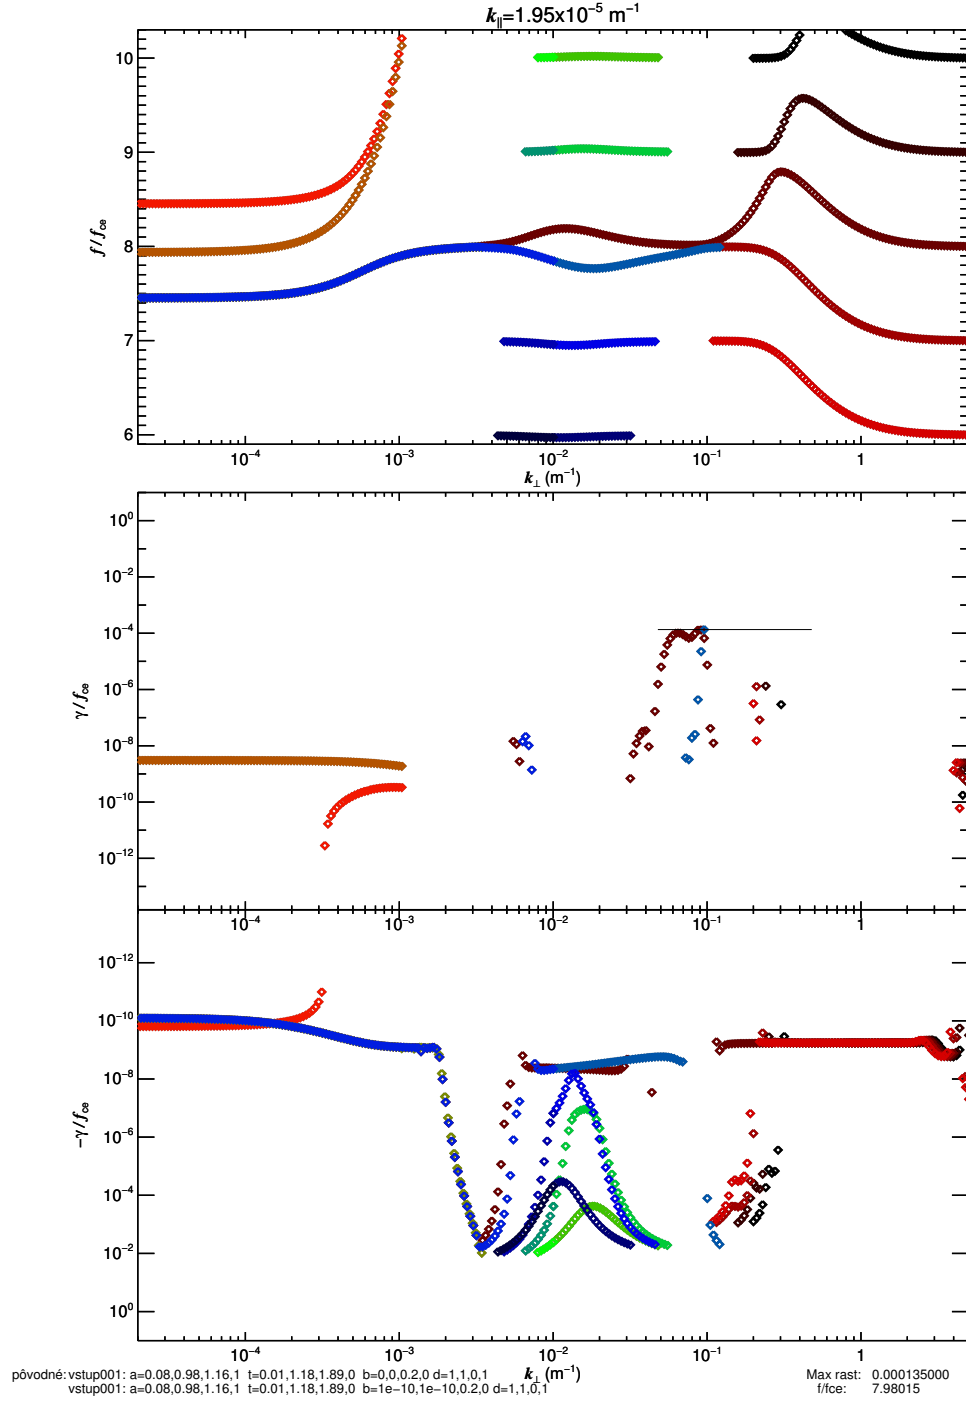 k∥=1.95x10⁻⁵ m⁻¹
10
9
8
7
6
f/fce
10⁻⁴ 10⁻³ 10⁻² 10⁻¹ 1
k⊥ (m⁻¹)
10⁰
10⁻²
10⁻⁴
10⁻⁶
10⁻⁸
10⁻¹⁰
10⁻¹²
γ/fce
10⁻⁴ 10⁻³ 10⁻² 10⁻¹ 1
10⁻¹²
10⁻¹⁰
10⁻⁸
10⁻⁶
10⁻⁴
10⁻²
10⁰
−γ/fce
10⁻⁴ 10⁻³ 10⁻² 10⁻¹ 1
k⊥ (m⁻¹)
pôvodné: vstup001: a=0.08,0.98,1.16,1 t=0.01,1.18,1.89,0 b=0,0,0.2,0 d=1,1,0,1
vstup001: a=0.08,0.98,1.16,1 t=0.01,1.18,1.89,0 b=1e-10,1e-10,0.2,0 d=1,1,0,1
Max rast: 0.000135000
f/fce: 7.98015